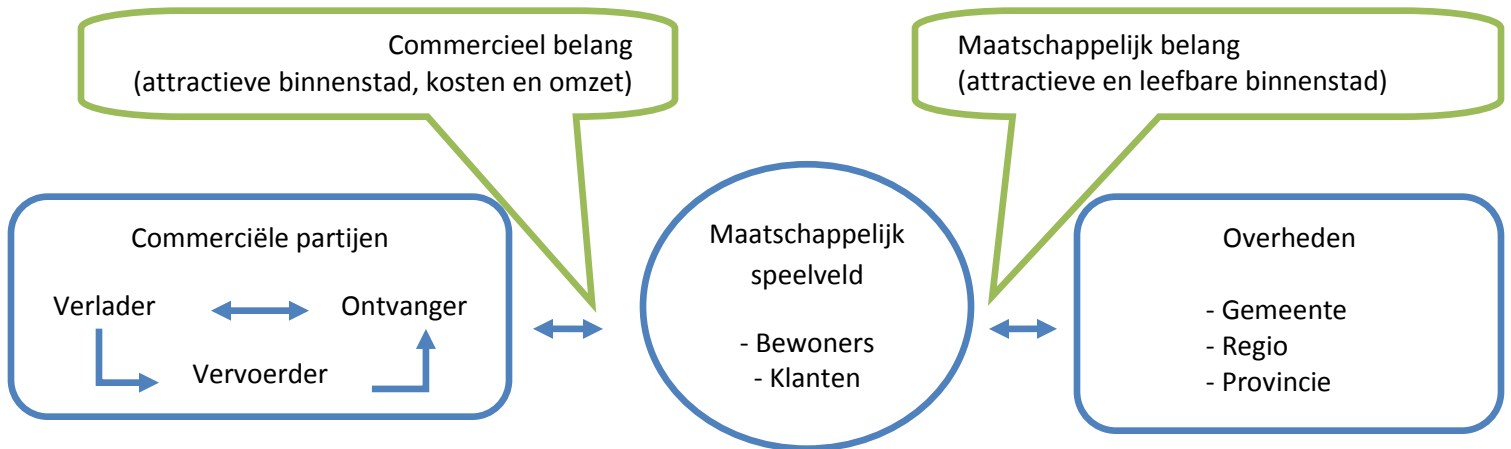 Commercieel belang
(attractieve binnenstad, kosten en omzet)
Maatschappelijk belang
(attractieve en leefbare binnenstad)
Commerciële partijen
Verlader
Ontvanger
Vervoerder
Maatschappelijk
speelveld
- Bewoners
- Klanten
Overheden
- Gemeente
- Regio
- Provincie